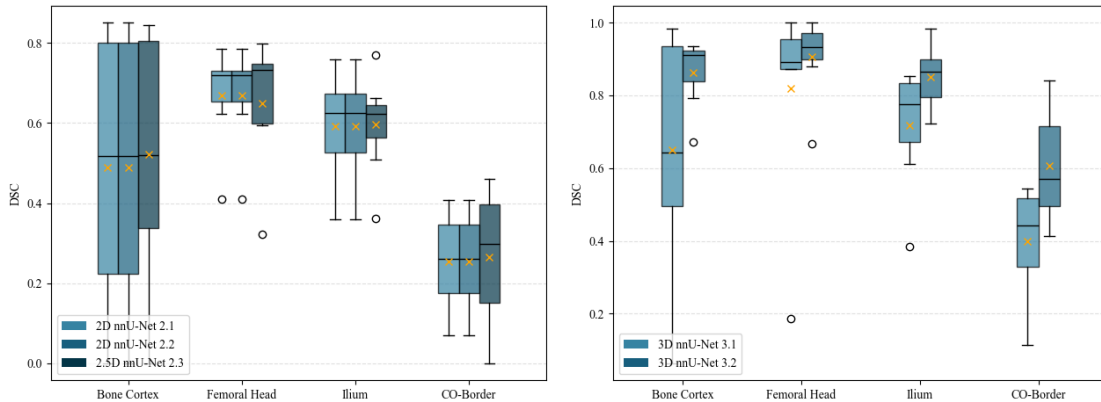 DSC
0.8
0.6
0.4
0.2
0.0
2D nnU-Net 2.1
2D nnU-Net 2.2
2.5D nnU-Net 2.3
Bone Cortex
Femoral Head
Ilium
CO-Border
DSC
1.0
0.8
0.6
0.4
0.2
3D nnU-Net 3.1
3D nnU-Net 3.2
Bone Cortex
Femoral Head
Ilium
CO-Border